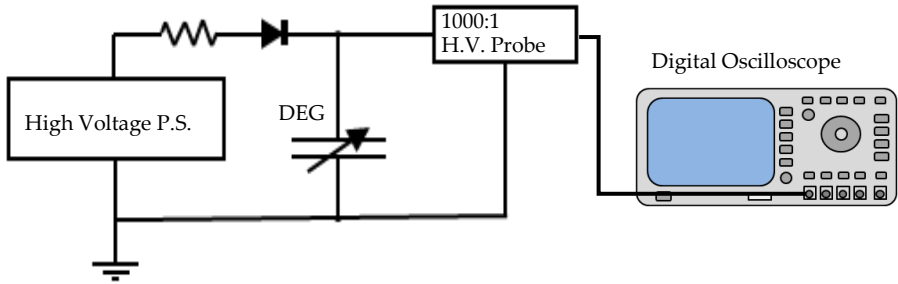 1000:1
H.V. Probe
Digital Oscilloscope
High Voltage P.S.
DEG